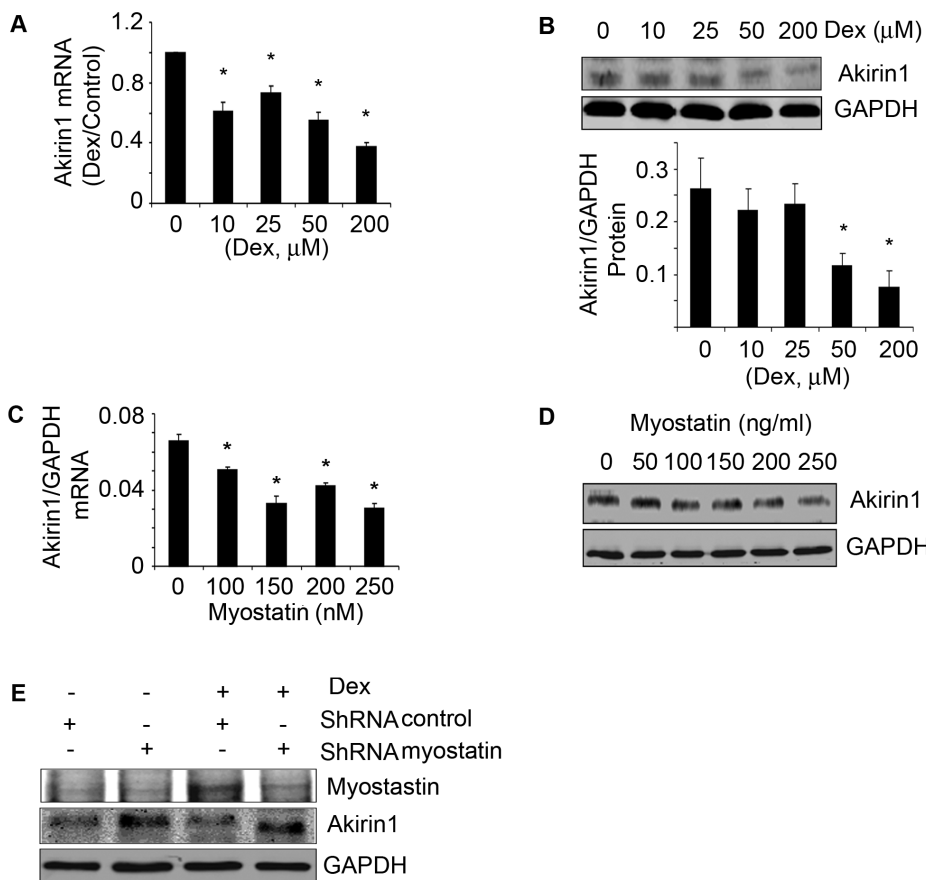 A
Akirin1 mRNA
(Dex/Control)
1.2
0.8
0.4
0
* * * *
0 10 25 50 200
(Dex, μM)
B
0 10 25 50 200 Dex (μM)
Akirin1
GAPDH
Akirin1/GAPDH
Protein
0.3
0.2
0.1
* *
0 10 25 50 200
(Dex, μM)
C
Akirin1/GAPDH
mRNA
0.08
0.04
0
* * * *
0 100 150 200 250
Myostatin (nM)
D
Myostatin (ng/ml)
0 50 100 150 200 250
Akirin1
GAPDH
E
- - + + Dex
+ - + - ShRNA control
- + - + ShRNA myostatin
Myostastin
Akirin1
GAPDH